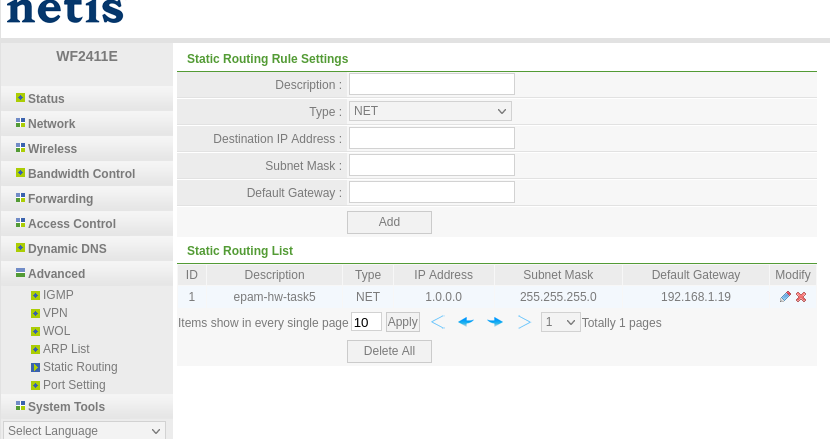 netis
WF2411E
Status
Network
Wireless
Bandwidth Control
Forwarding
Access Control
Dynamic DNS
Advanced
IGMP
VPN
WOL
ARP List
Static Routing
Port Setting
System Tools
Select Language
Static Routing Rule Settings
Description :
Type : NET
Destination IP Address :
Subnet Mask :
Default Gateway :
Add
Static Routing List
ID Description Type IP Address Subnet Mask Default Gateway Modify
1 epam-hw-task5 NET 1.0.0.0 255.255.255.0 192.168.1.19
Items show in every single page 10 Apply 1 Totally 1 pages
Delete All